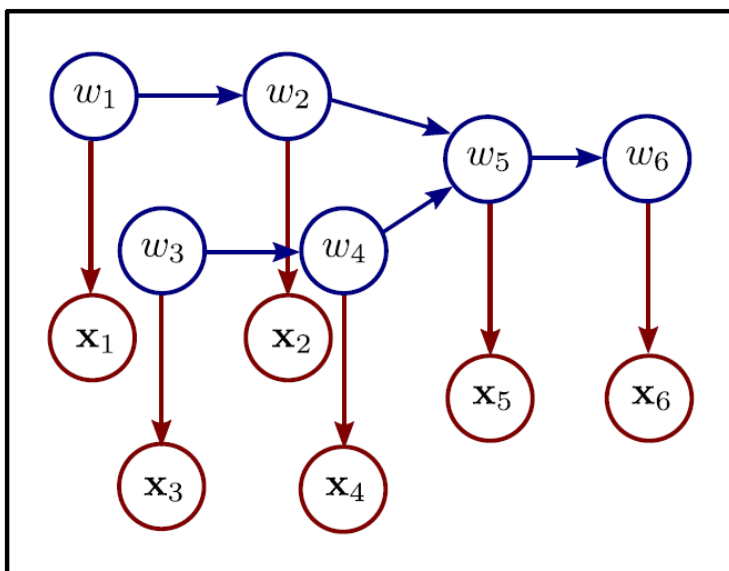 w₁ w₂
w₅ w₆
w₃ w₄
x₁ x₂
x₅ x₆
x₃ x₄